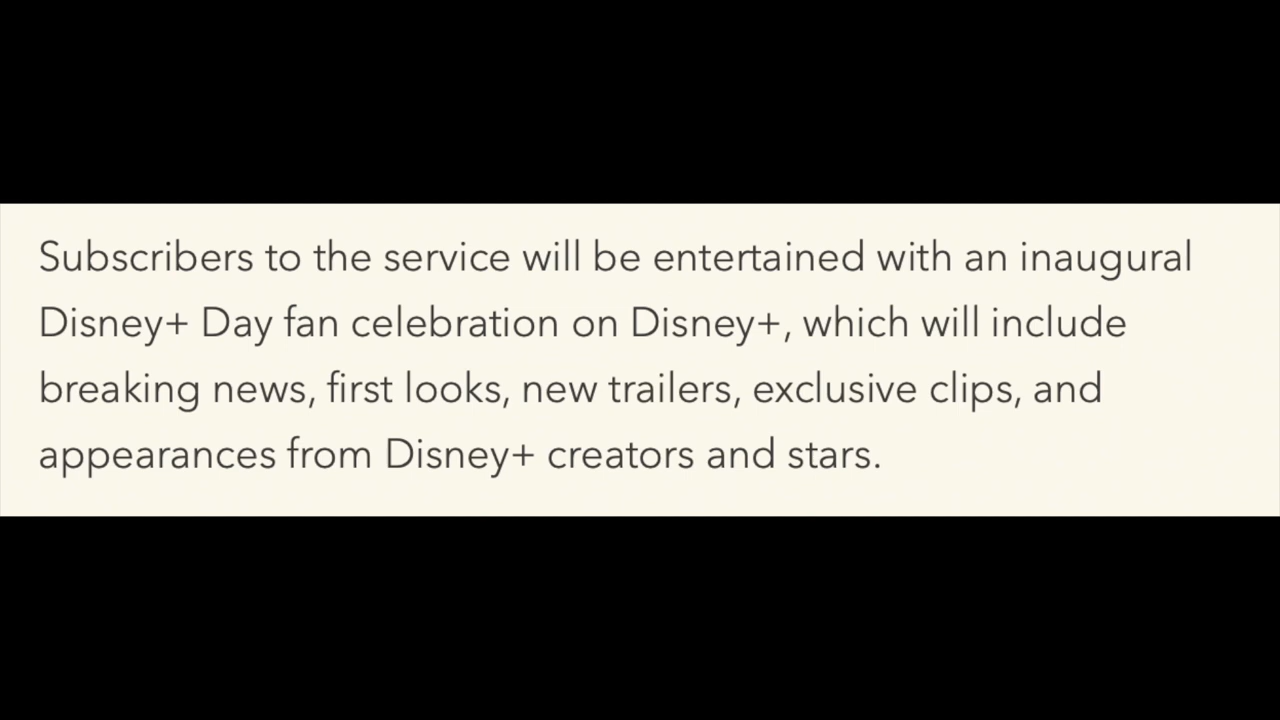 Subscribers to the service will be entertained with an inaugural
Disney+ Day fan celebration on Disney+, which will include
breaking news, first looks, new trailers, exclusive clips, and
appearances from Disney+ creators and stars.